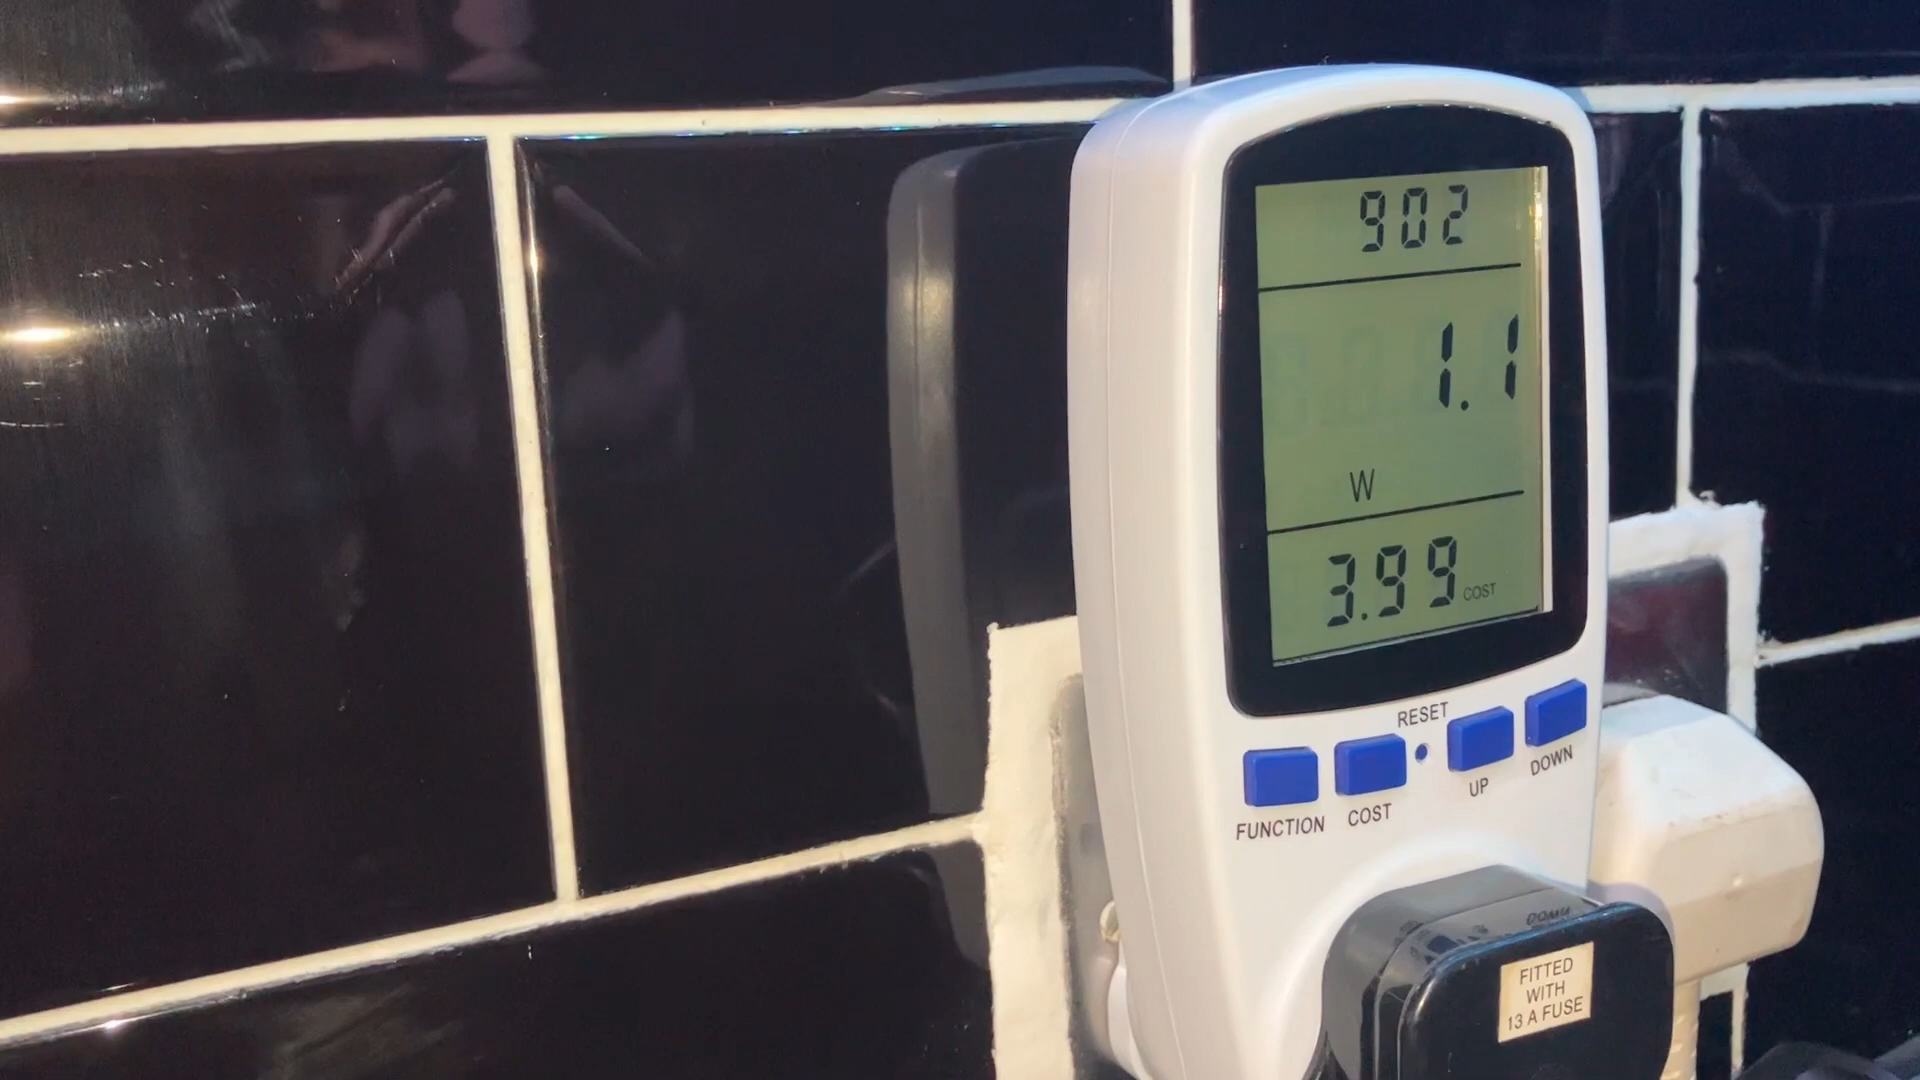 902
1.1
W
3.99 COST
RESET
FUNCTION COST UP DOWN
FITTED
WITH
13 A FUSE